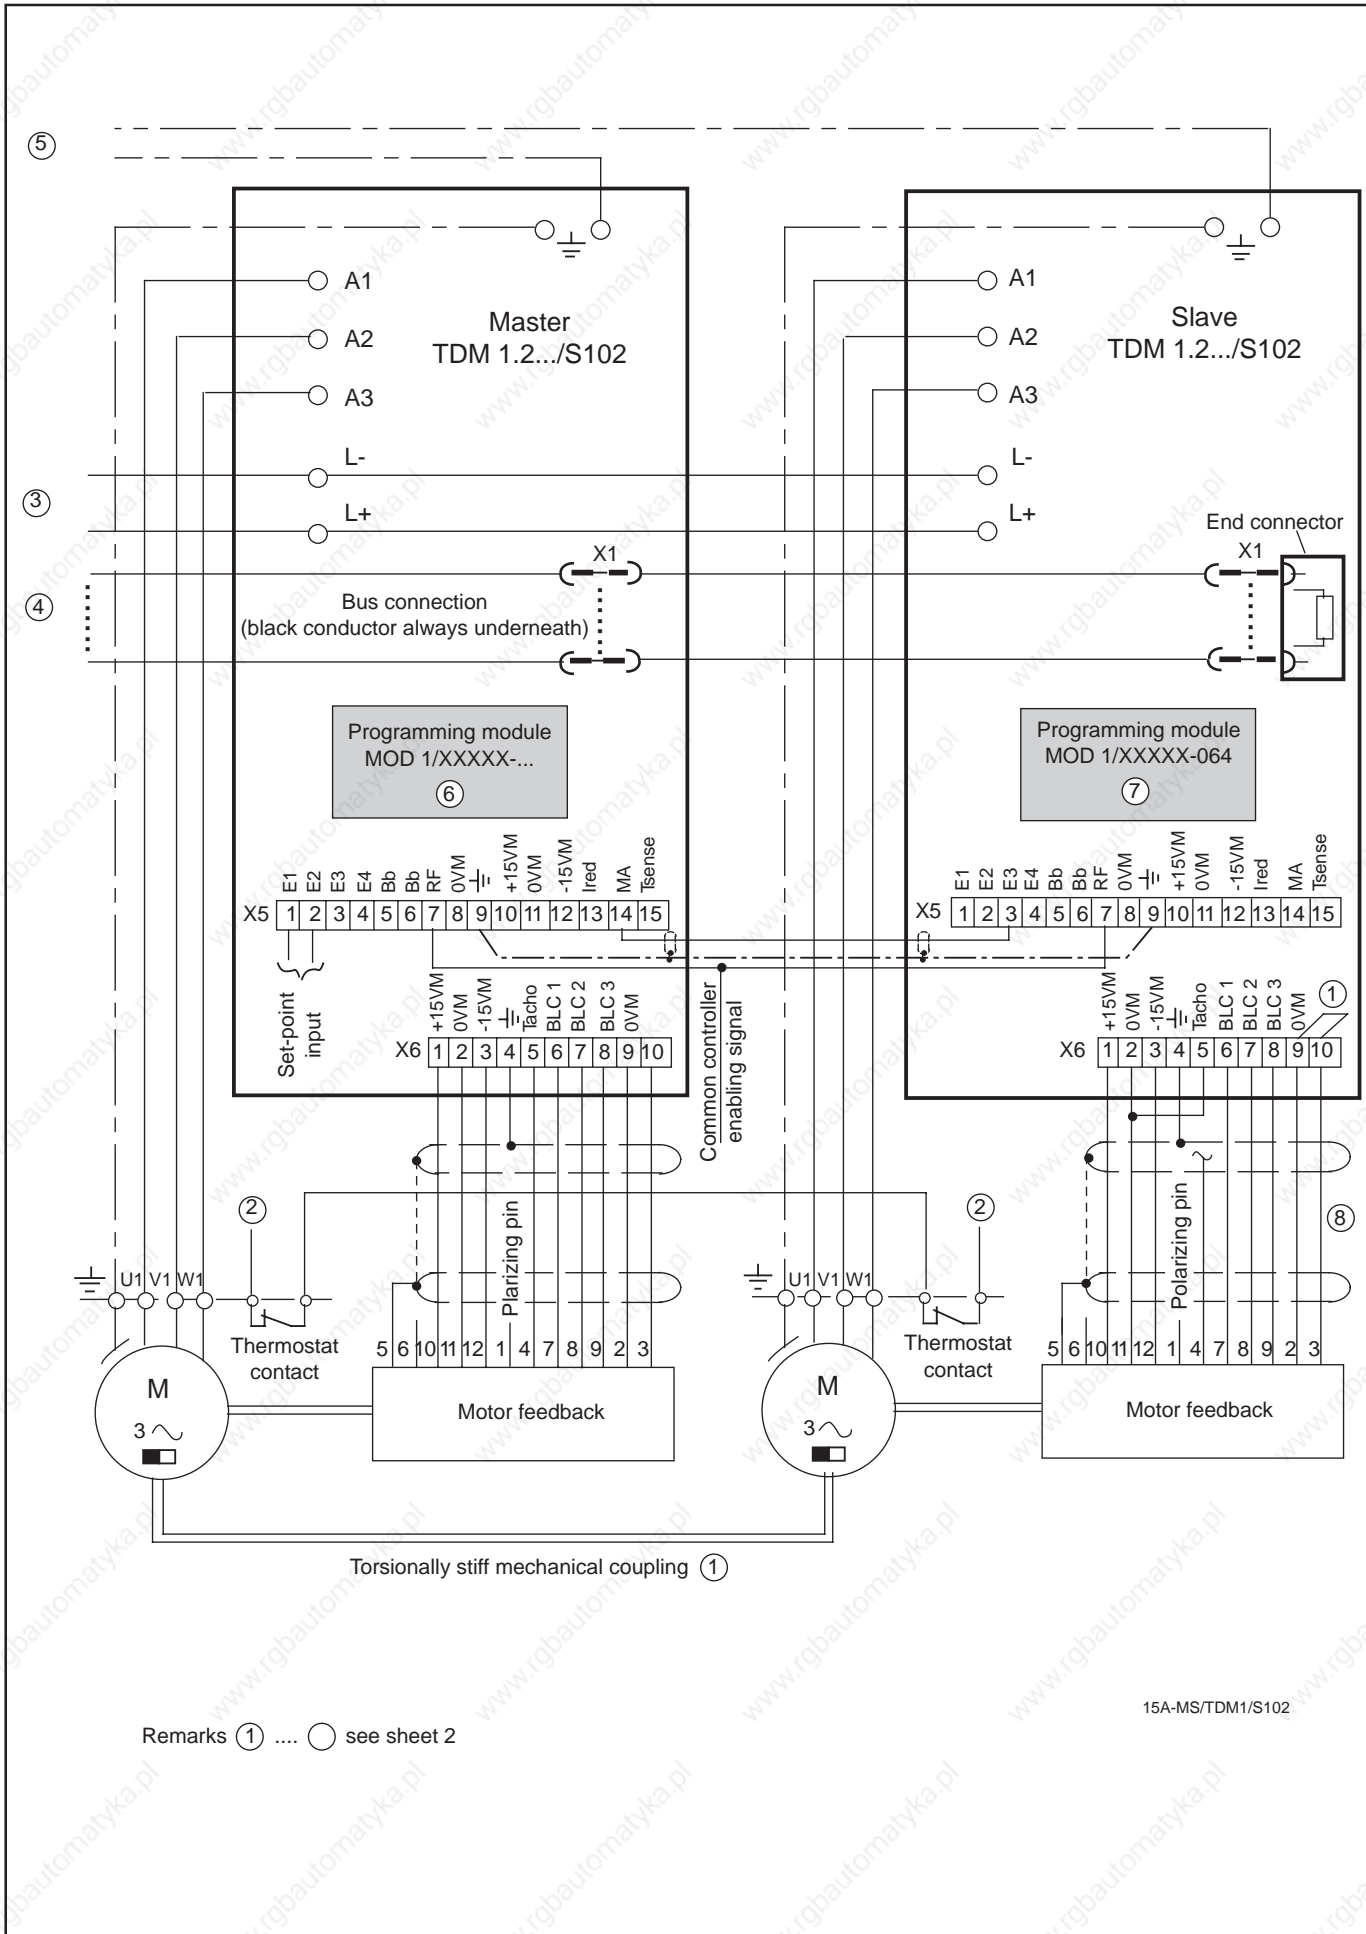 5
A1
Master
A2
TDM 1.2.../S102
A3
L-
L+
A1
Slave
A2
TDM 1.2.../S102
A3
L-
L+
3
4
X1
End connector
X1
Bus connection
(black conductor always underneath)
Programming module
MOD 1/XXXXX-...
6
Programming module
MOD 1/XXXXX-064
7
E1 E2 E3 E4 Bb Bb RF 0VM +15VM 0VM -15VM Ired MA Tsense
X5 1 2 3 4 5 6 7 8 9 10 11 12 13 14 15
E1 E2 E3 E4 Bb Bb RF 0VM +15VM 0VM -15VM Ired MA Tsense
X5 1 2 3 4 5 6 7 8 9 10 11 12 13 14 15
Set-point
input
+15VM 0VM -15VM Tacho BLC 1 BLC 2 BLC 3 0VM
X6 1 2 3 4 5 6 7 8 9 10
Common controller
enabling signal
+15VM 0VM -15VM Tacho BLC 1 BLC 2 BLC 3 0VM
1
X6 1 2 3 4 5 6 7 8 9 10
2
Plarizing pin
2
Polarizing pin
8
U1 V1 W1
Thermostat
contact
5 6 10 11 12 1 4 7 8 9 2 3
U1 V1 W1
Thermostat
contact
5 6 10 11 12 1 4 7 8 9 2 3
M
3
Motor feedback
M
3
Motor feedback
Torsionally stiff mechanical coupling 1
15A-MS/TDM1/S102
Remarks 1 .... see sheet 2
www.rgbautomatyka.pl